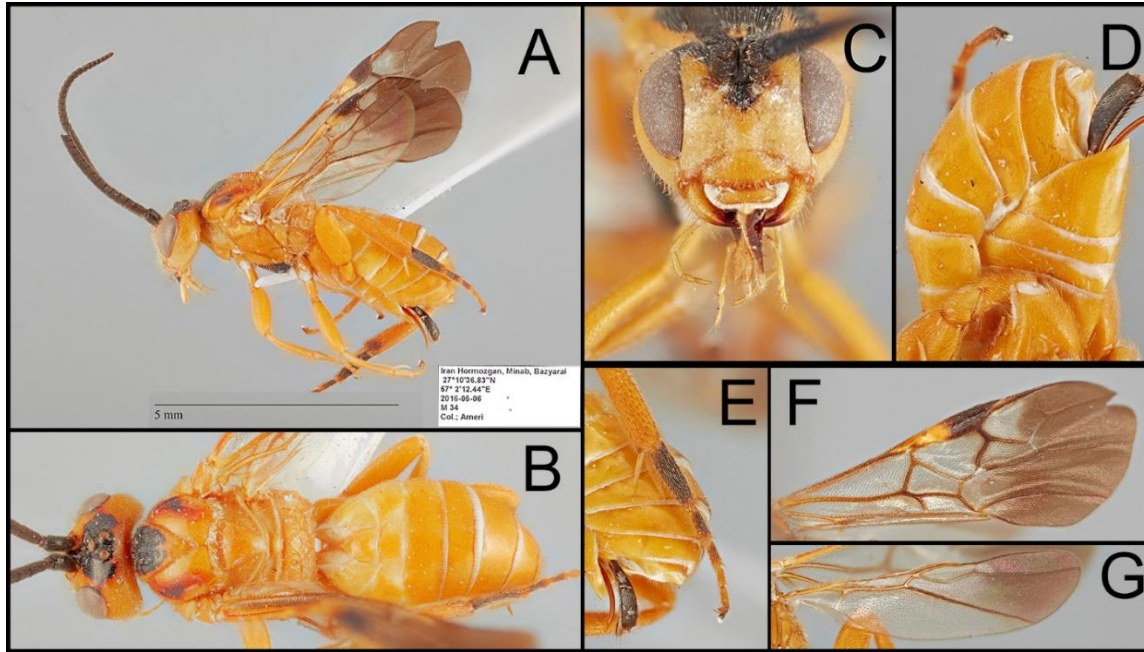 A
5 mm
Iran Hormozgan, Minab, Bazyarai
27°10'36.83"N
57° 2'12.44"E
2016-05-06
M 34
Col.; Ameri
B
C
D
E
F
G